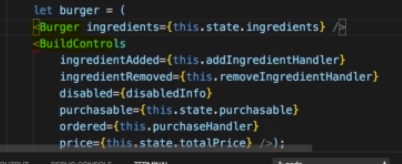 let burger = (
<Burger ingredients={this.state.ingredients} />
<BuildControls
ingredientAdded={this.addIngredientHandler}
ingredientRemoved={this.removeIngredientHandler}
disabled={disabledInfo}
purchasable={this.state.purchasable}
ordered={this.purchaseHandler}
price={this.state.totalPrice} />);